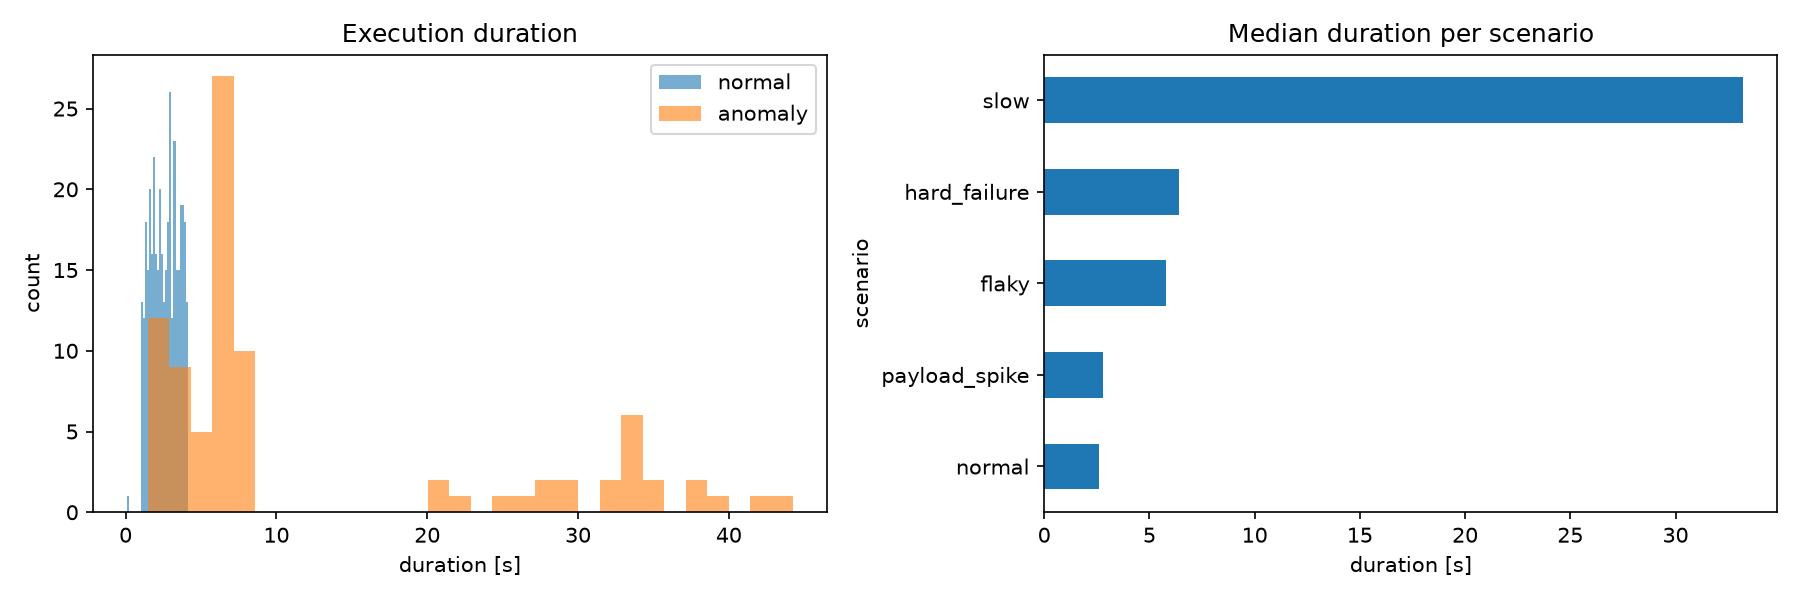 Execution duration
normal
anomaly
count
25
20
15
10
5
0
0 10 20 30 40
duration [s]
Median duration per scenario
scenario
slow
hard_failure
flaky
payload_spike
normal
0 5 10 15 20 25 30
duration [s]